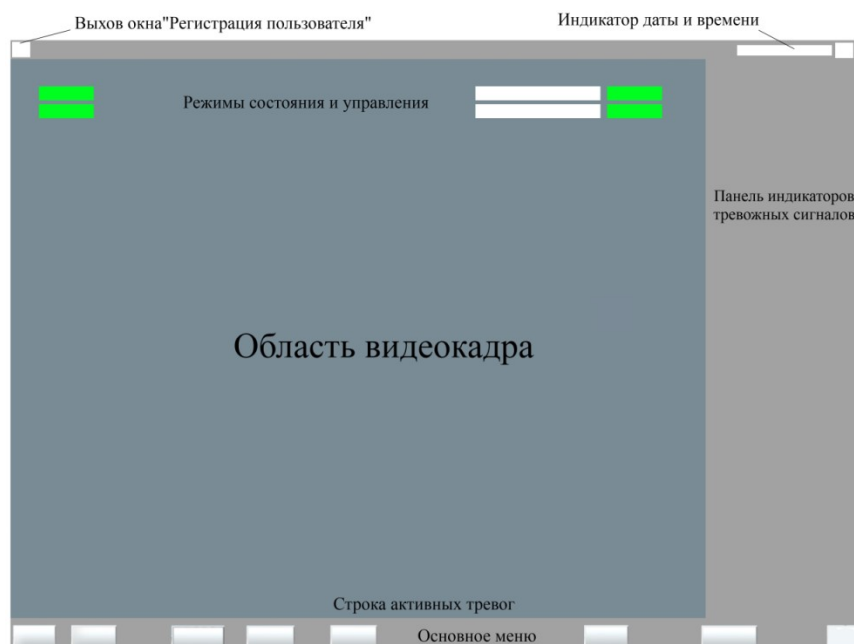 Выхов окна"Регистрация пользователя"
Индикатор даты и времени
Режимы состояния и управления
Панель индикаторов
тревожных сигналов
Область видеокадра
Строка активных тревог
Основное меню